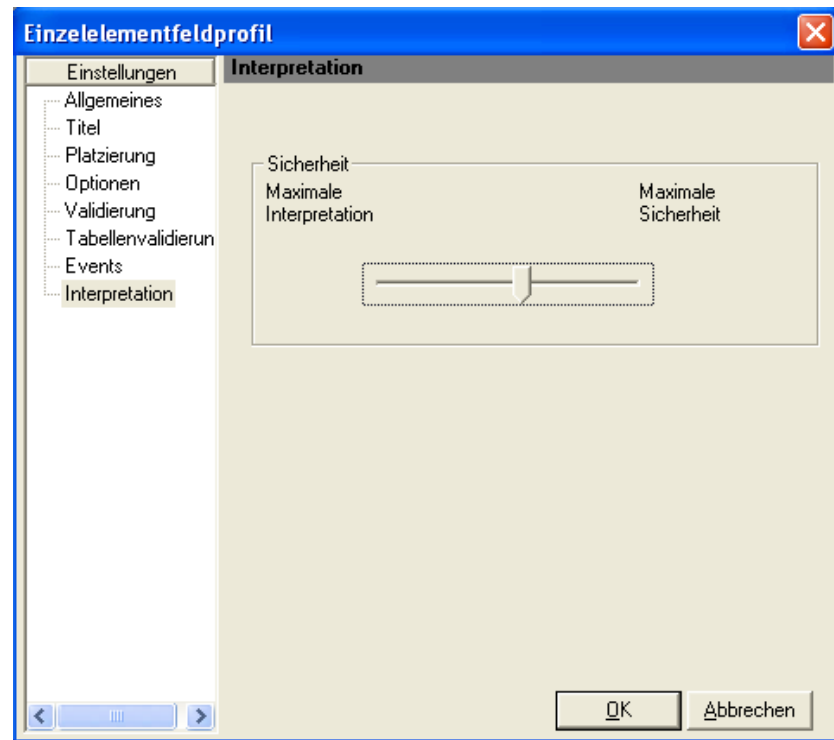 Einzelelementfeldprofil
Einstellungen
Allgemeines
Titel
Platzierung
Optionen
Validierung
Tabellenvalidierun
Events
Interpretation
Interpretation
Sicherheit
Maximale
Interpretation
Maximale
Sicherheit
OK
Abbrechen